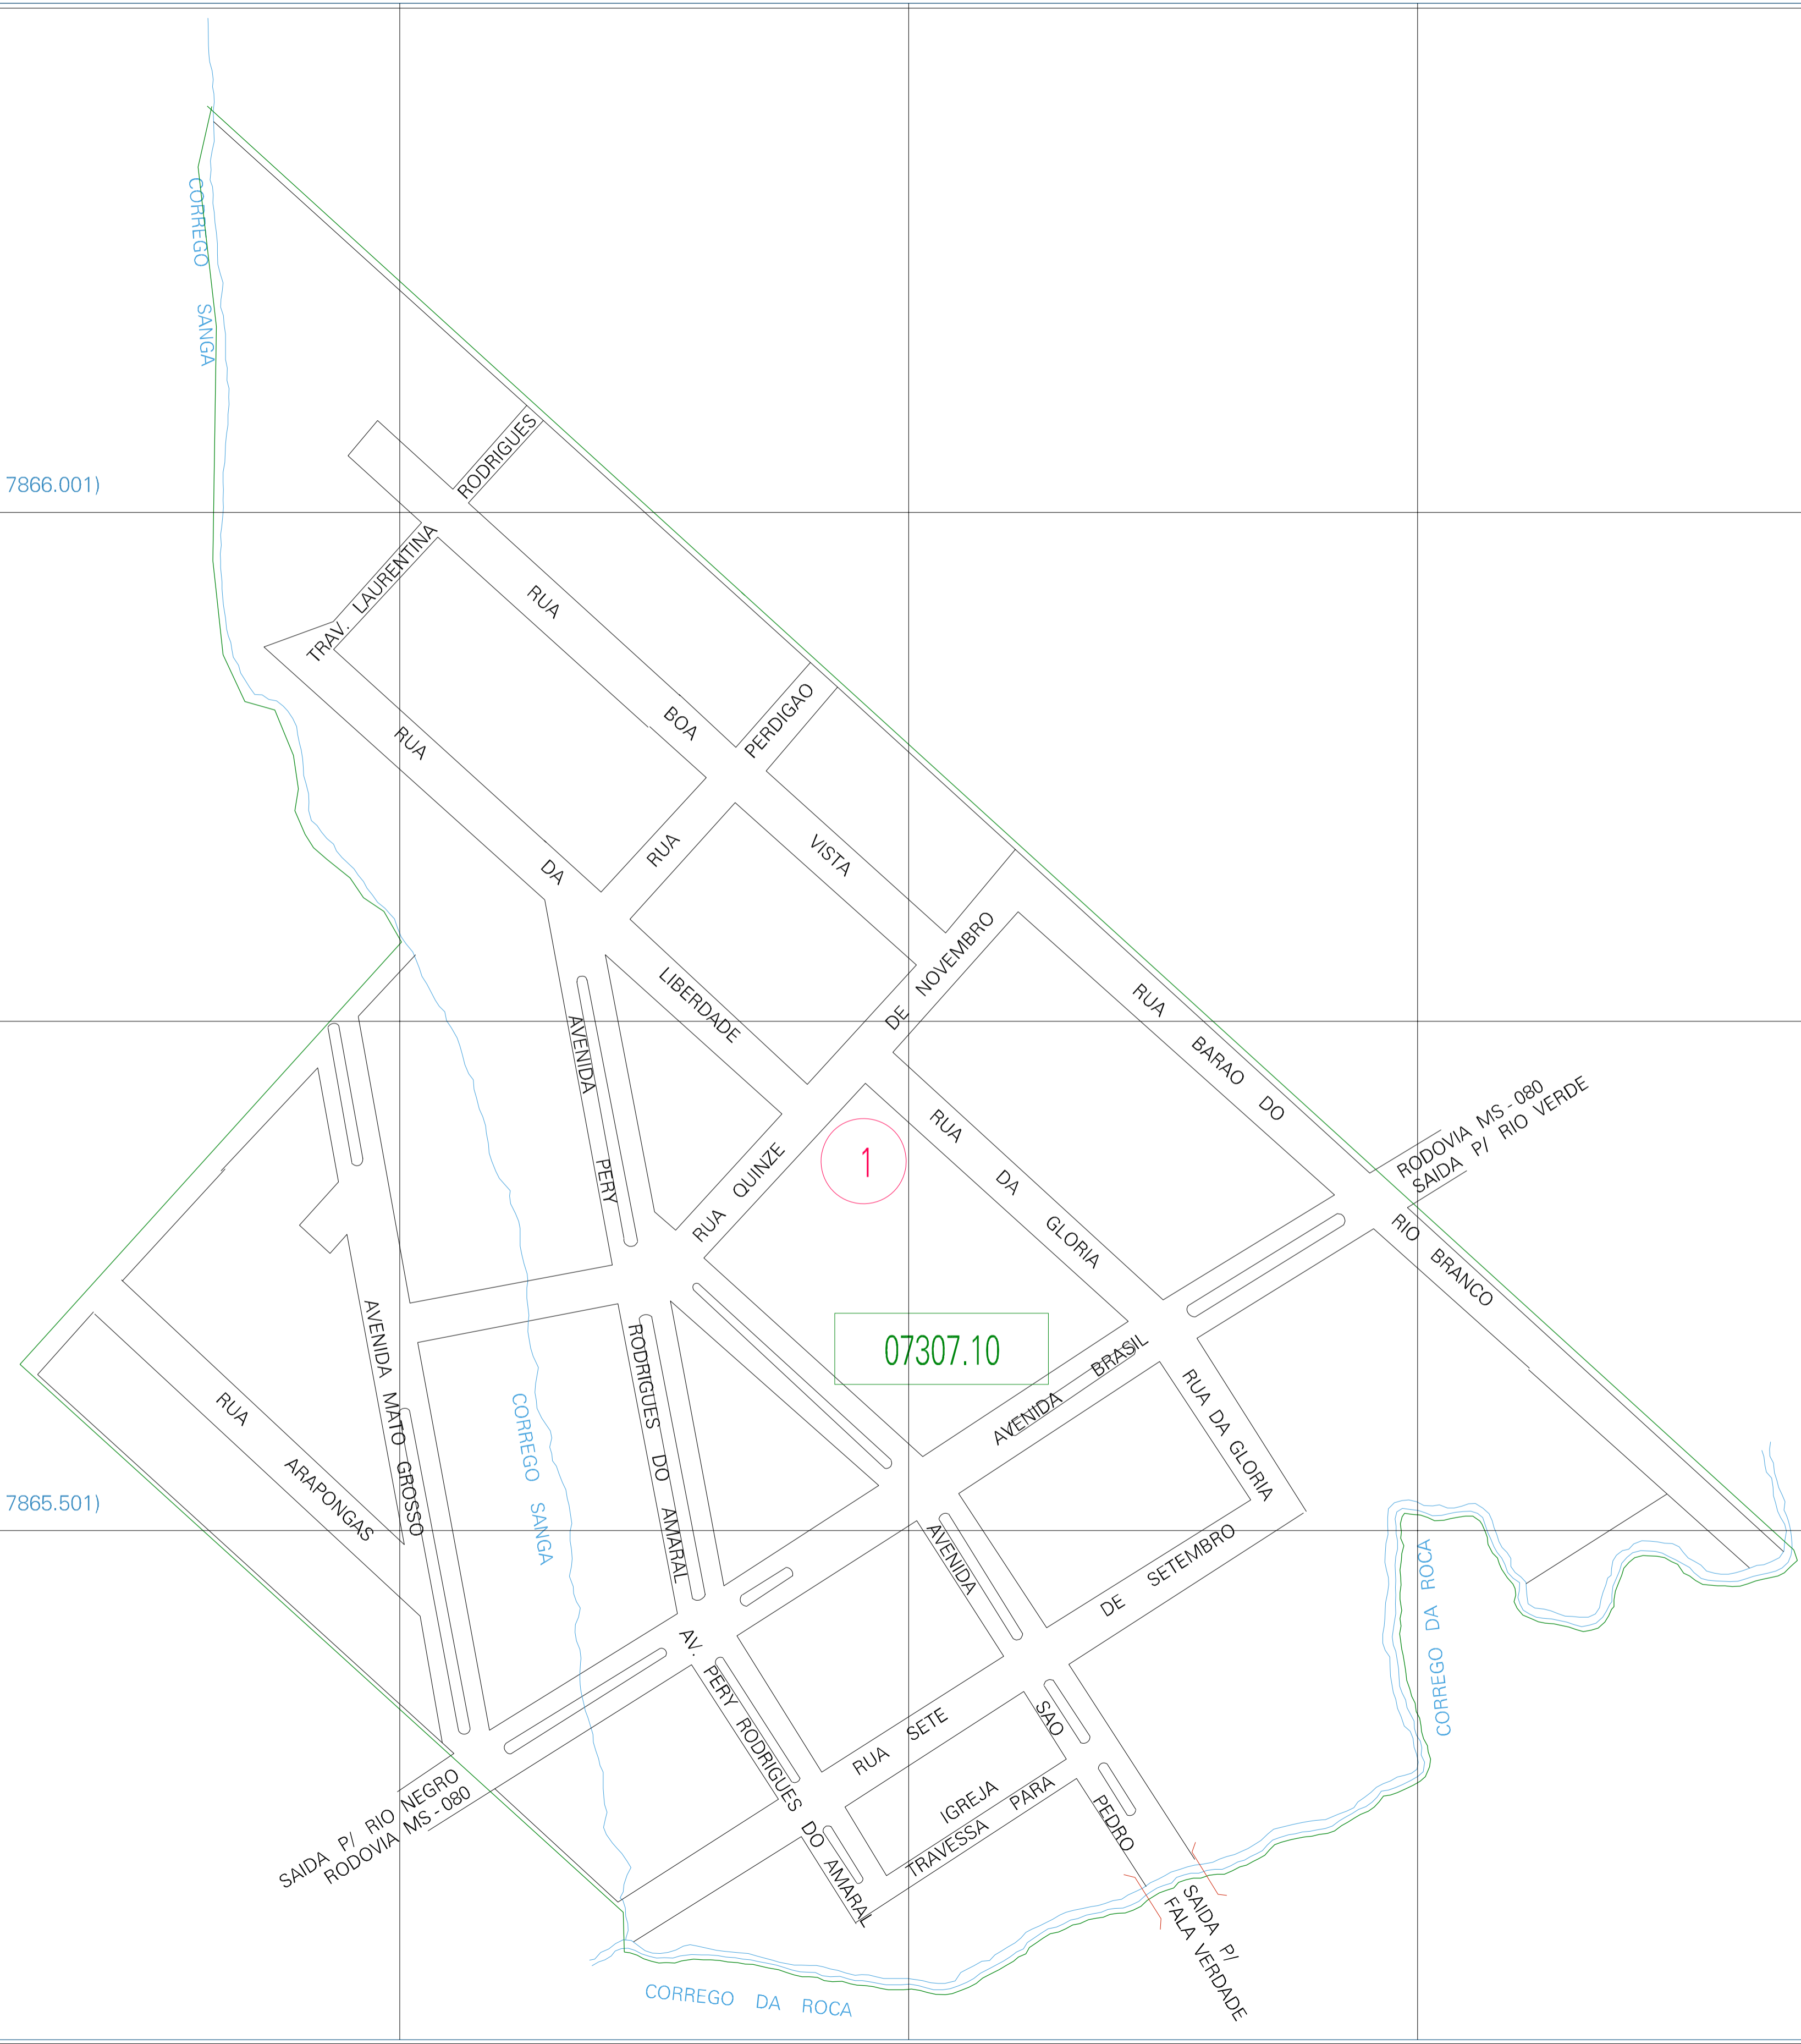 CORREGO SANGA
7866.001)
TRAV. LAURENTINA RODRIGUES
RUA BOA VISTA
RUA PERDIGAO
RUA DA LIBERDADE
RUA QUINZE DE NOVEMBRO
RUA BARAO DO RIO BRANCO
RODOVIA MS-080
SAIDA P/ RIO VERDE
AVENIDA PERY RODRIGUES DO AMARAL
1
RUA DA GLORIA
07307.10
AVENIDA BRASIL
RUA DA GLORIA
AVENIDA MATO GROSSO
RUA ARAPONGAS
CORREGO SANGA
7865.501)
AVENIDA SAO PEDRO
RUA SETE DE SETEMBRO
CORREGO DA ROCA
AV. PERY RODRIGUES DO AMARAL
IGREJA
TRAVESSA PARA
SAIDA P/ RIO NEGRO
RODOVIA MS-080
SAIDA P/
FALA VERDADE
CORREGO DA ROCA